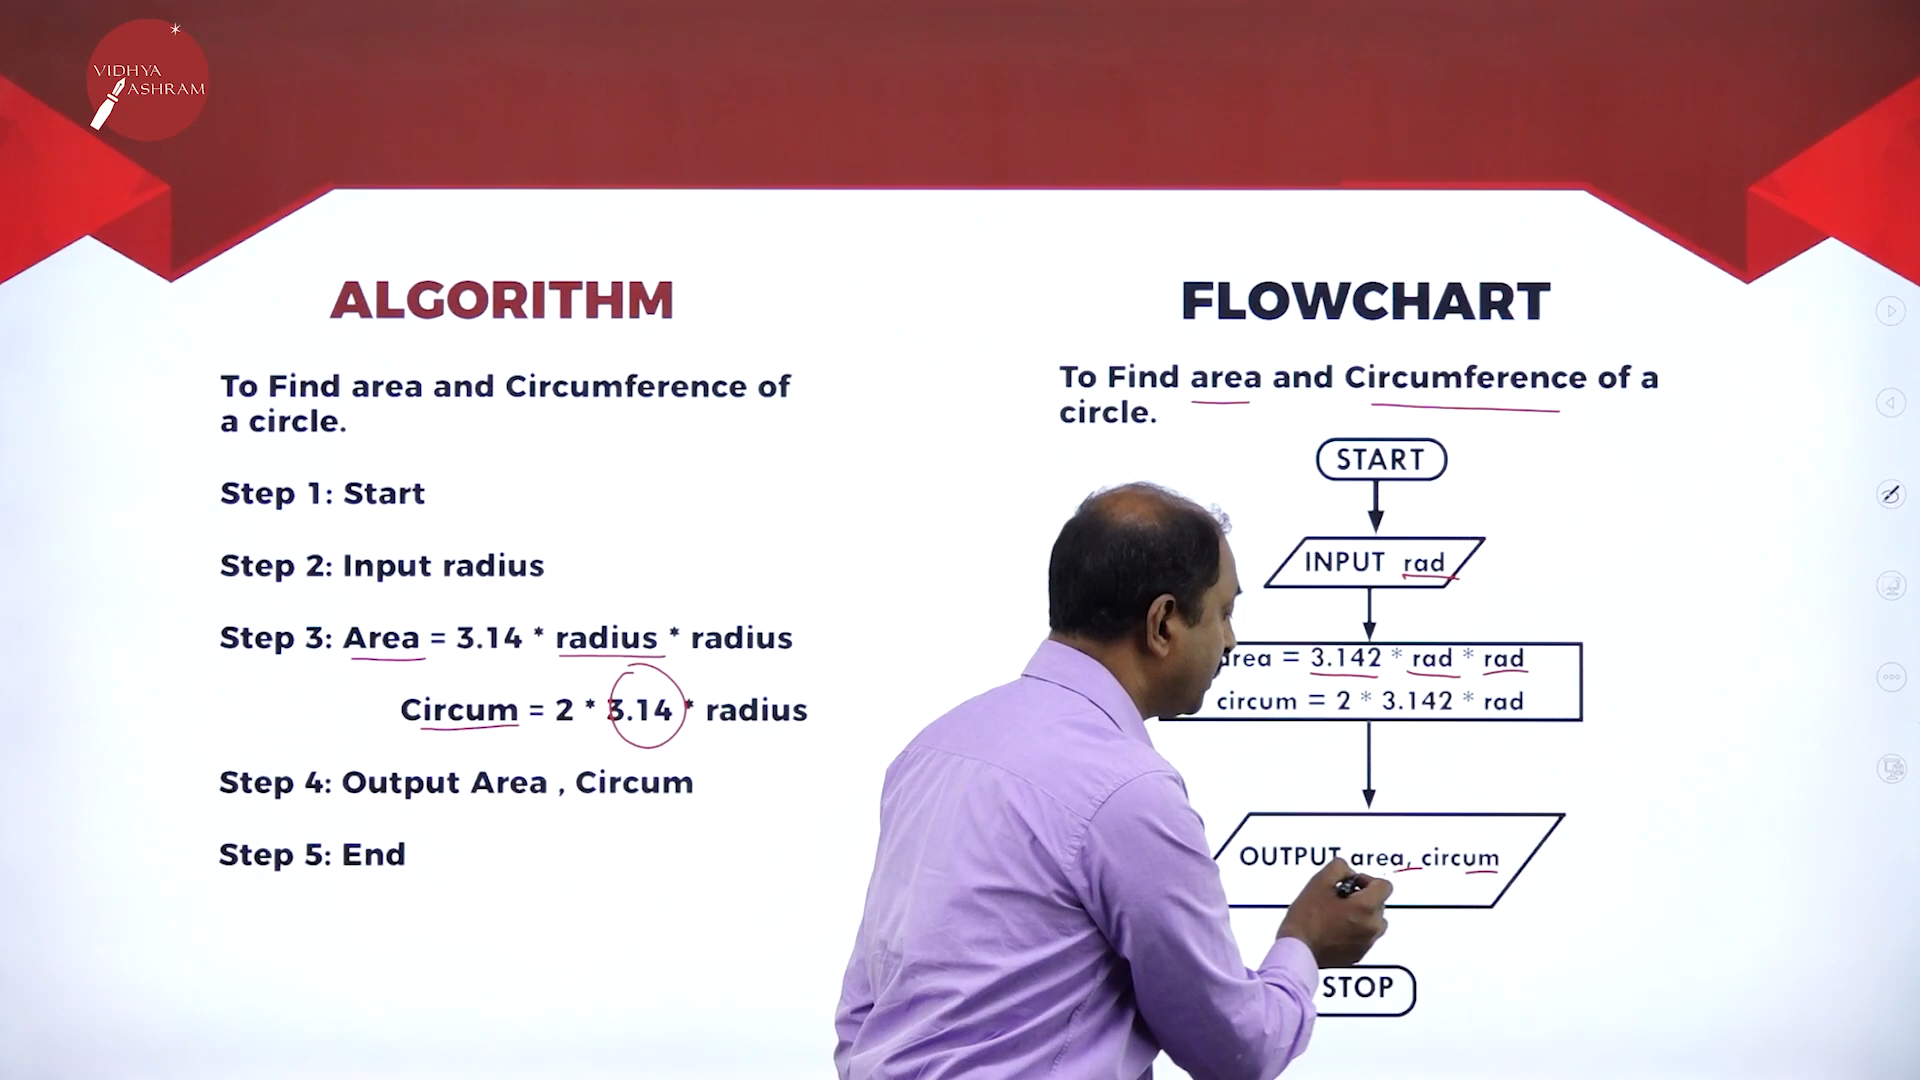 VIDHYA
ASHRAM
ALGORITHM
To Find area and Circumference of
a circle.
Step 1: Start
Step 2: Input radius
Step 3: Area = 3.14 * radius * radius
Circum = 2 * 3.14 * radius
Step 4: Output Area , Circum
Step 5: End
FLOWCHART
To Find area and Circumference of a
circle.
START
INPUT rad
area = 3.142 * rad * rad
circum = 2 * 3.142 * rad
OUTPUT area, circum
STOP